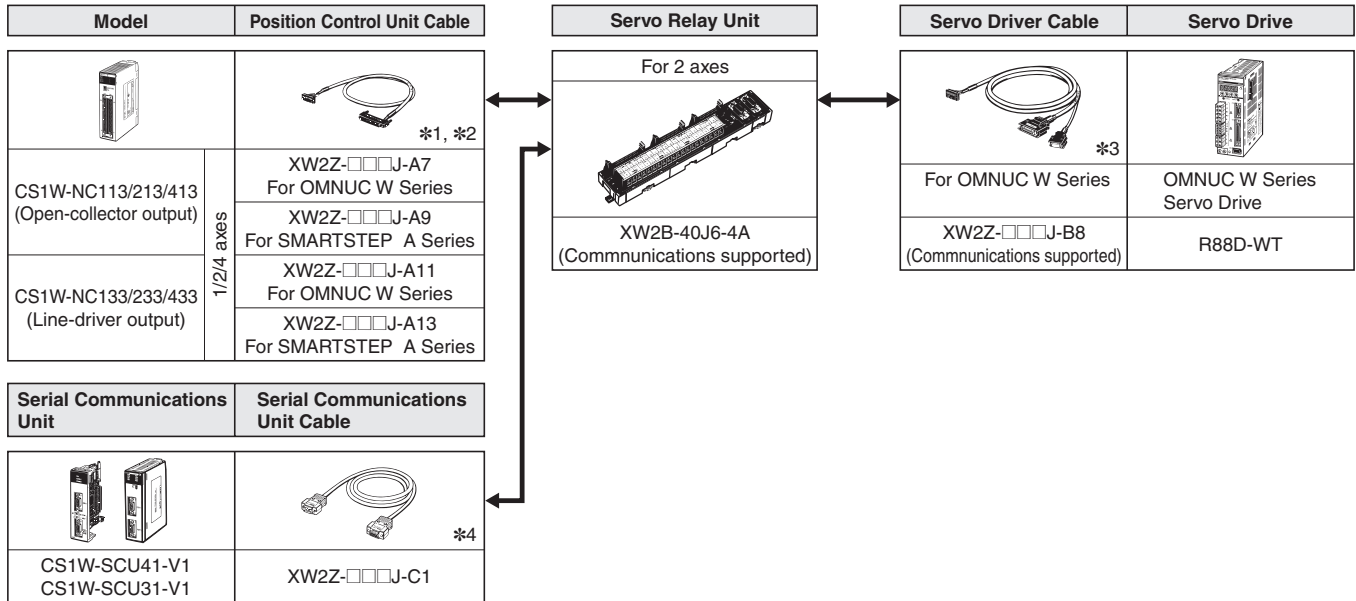 Model
Position Control Unit Cable
Servo Relay Unit
Servo Driver Cable
Servo Drive
✻1, ✻2
For 2 axes
✻3
CS1W-NC113/213/413
(Open-collector output)
CS1W-NC133/233/433
(Line-driver output)
1/2/4 axes
XW2Z-□□□J-A7
For OMNUC W Series
XW2Z-□□□J-A9
For SMARTSTEP A Series
XW2Z-□□□J-A11
For OMNUC W Series
XW2Z-□□□J-A13
For SMARTSTEP A Series
XW2B-40J6-4A
(Commnunications supported)
For OMNUC W Series
XW2Z-□□□J-B8
(Commnunications supported)
OMNUC W Series
Servo Drive
R88D-WT
Serial Communications
Unit
Serial Communications
Unit Cable
✻4
CS1W-SCU41-V1
CS1W-SCU31-V1
XW2Z-□□□J-C1